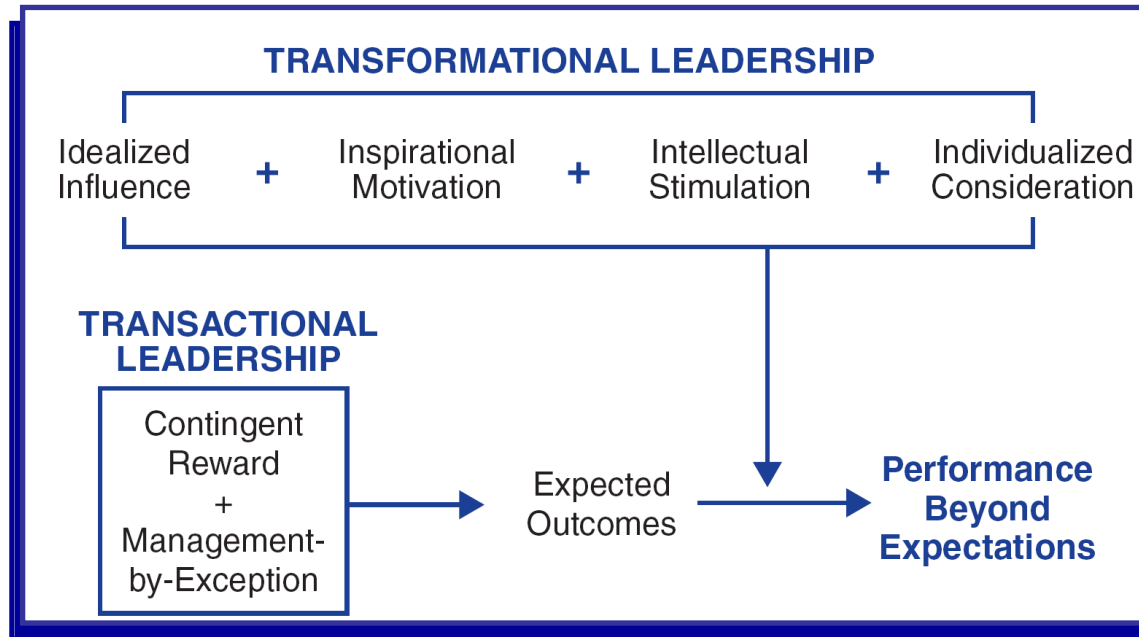 TRANSFORMATIONAL LEADERSHIP
Idealized
Influence
+
Inspirational
Motivation
+
Intellectual
Stimulation
+
Individualized
Consideration
TRANSACTIONAL
LEADERSHIP
Contingent
Reward
+
Management-
by-Exception
Expected
Outcomes
Performance
Beyond
Expectations